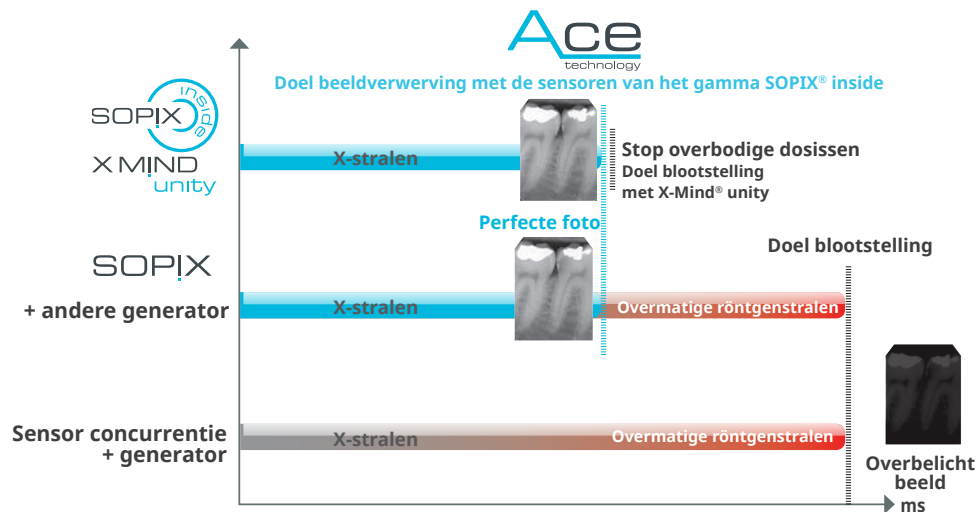 Ace
technology
Doel beeldverwerving met de sensoren van het gamma SOPIX® inside
SOPIX inside
X MIND
unity
X-stralen
Stop overbodige dosissen
Doel blootstelling
met X-Mind® unity
Perfecte foto
Doel blootstelling
SOPIX
+ andere generator
X-stralen
Overmatige röntgenstralen
Sensor concurrentie
+ generator
X-stralen
Overmatige röntgenstralen
Overbelicht
beeld
ms